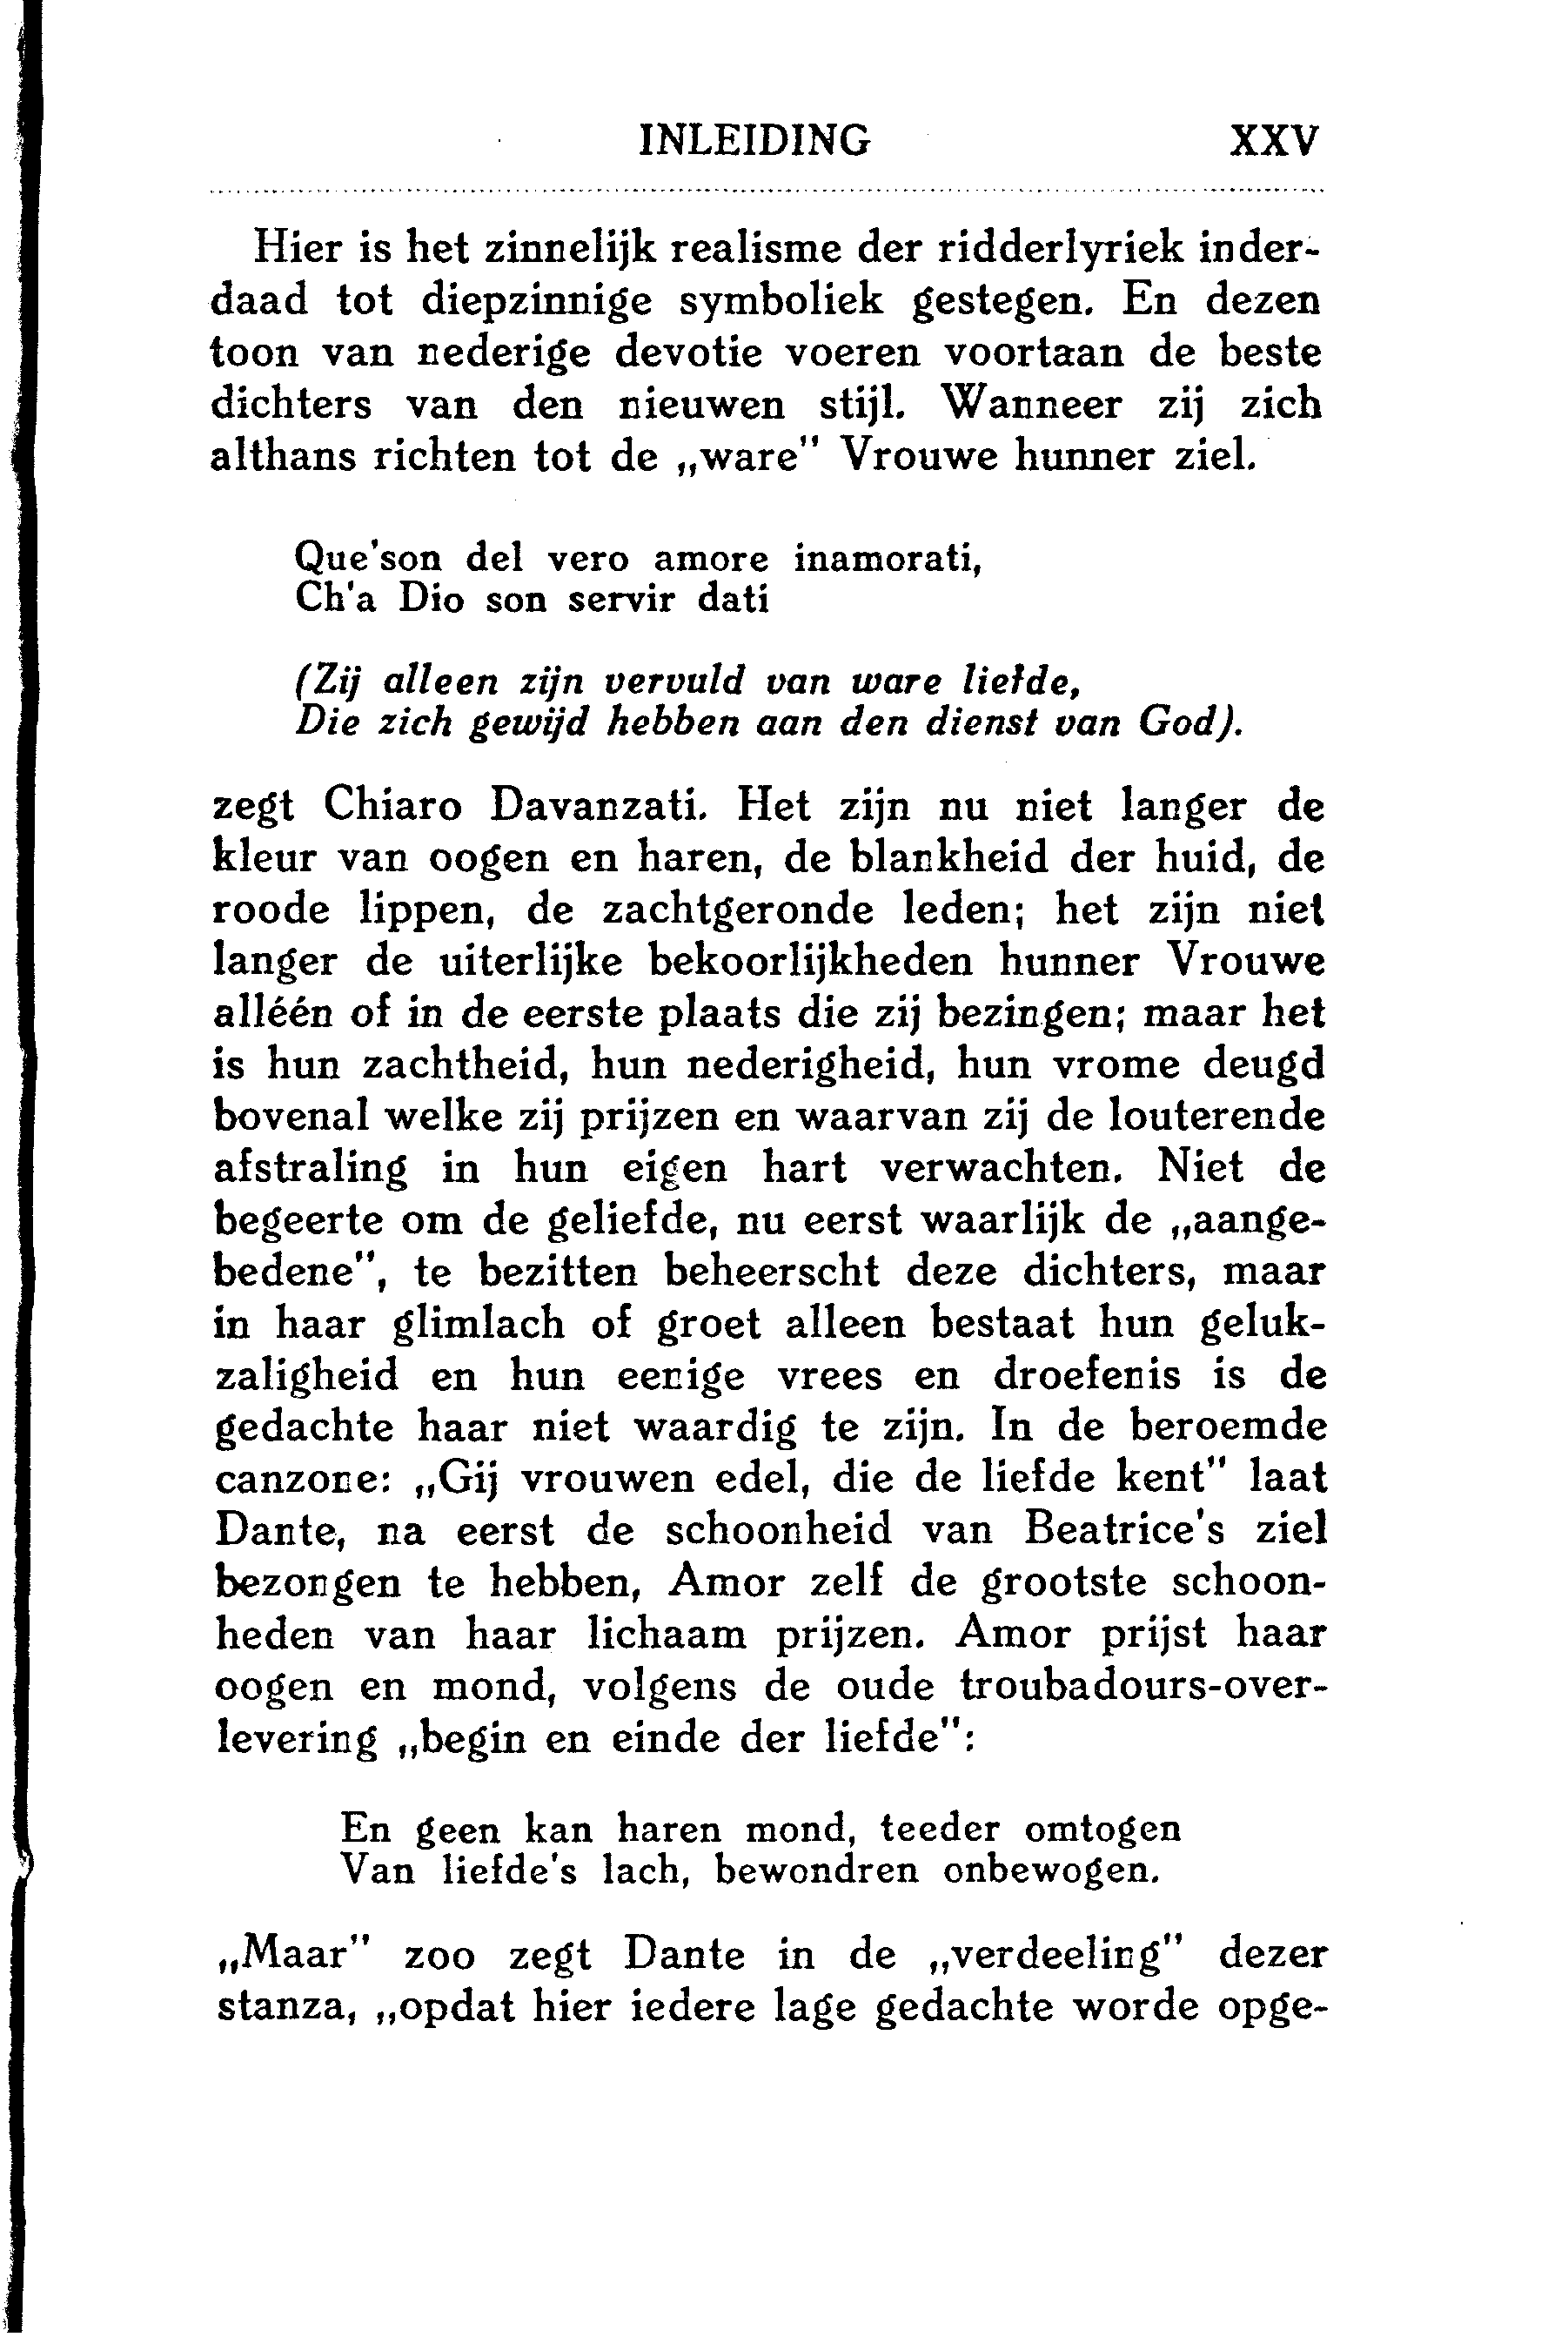 INLEIDING XXV
Hier is het zinnelijk realisme der ridderlyriek inder-
daad tot diepzinnige symboliek gestegen. En dezen
toon van nederige devotie voeren voortaan de beste
dichters van den nieuwen stijl. Wanneer zij zich
althans richten tot de „ware" Vrouwe hunner ziel.
Que'son del vero amore inamorati,
Ch'a Dio son servir dati
(Zij alleen zijn vervuld van ware liefde,
Die zich gewijd hebben aan den dienst van God).
zegt Chiaro Davanzati. Het zijn nu niet langer de
kleur van oogen en haren, de blankheid der huid, de
roode lippen, de zachtgeronde leden; het zijn niet
langer de uiterlijke bekoorlijkheden hunner Vrouwe
alléén of in de eerste plaats die zij bezingen; maar het
is hun zachtheid, hun nederigheid, hun vrome deugd
bovenal welke zij prijzen en waarvan zij de louterende
afstraling in hun eigen hart verwachten. Niet de
begeerte om de geliefde, nu eerst waarlijk de „aange-
bedene", te bezitten beheerscht deze dichters, maar
in haar glimlach of groet alleen bestaat hun geluk-
zaligheid en hun eenige vrees en droefenis is de
gedachte haar niet waardig te zijn. In de beroemde
canzone: „Gij vrouwen edel, die de liefde kent" laat
Dante, na eerst de schoonheid van Beatrice's ziel
bezongen te hebben, Amor zelf de grootste schoon-
heden van haar lichaam prijzen. Amor prijst haar
oogen en mond, volgens de oude troubadours-over-
levering „begin en einde der liefde":
En geen kan haren mond, teeder omtogen
Van liefde's lach, bewondren onbewogen.
„Maar" zoo zegt Dante in de „verdeeling" dezer
stanza, „opdat hier iedere lage gedachte worde opge-